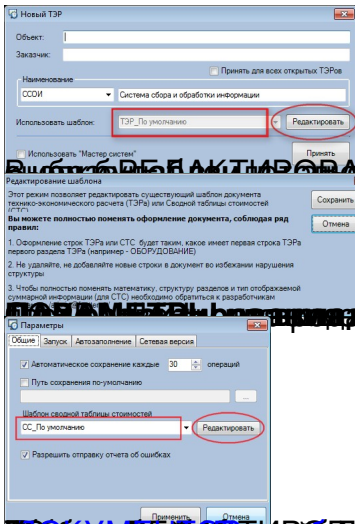 Новый ТЭР
Объект:
Заказчик:
Принять для всех открытых ТЭРов
Наименование
ССОИ
Система сбора и обработки информации
Использовать шаблон:
ТЭР_По умолчанию
Редактировать
Использовать "Мастер систем"
Принять
Редактирование шаблона
Этот режим позволяет редактировать существующий шаблон документа
технико-экономического расчета (ТЭРа) или Сводной таблицы стоимостей
(СТС)
Сохранить
Вы можете полностью поменять оформление документа, соблюдая ряд
правил:
Отмена
1. Оформление строк ТЭРа или СТС будет таким, какое имеет первая строка ТЭРа
первого раздела ТЭРа (например - ОБОРУДОВАНИЕ)
2. Не удаляйте, не добавляйте новые строки в документ во избежании нарушения
структуры
3. Чтобы полностью поменять математику, структуру разделов и тип отображаемой
суммарной информации (для СТС) необходимо обратиться к разработчикам
Параметры
Общие Запуск Автозаполнение Сетевая версия
Автоматическое сохранение каждые 30 операций
Путь сохранения по-умолчанию
...
Шаблон сводной таблицы стоимостей
СС_По умолчанию
Редактировать
Разрешить отправку отчета об ошибках
Применить Отмена